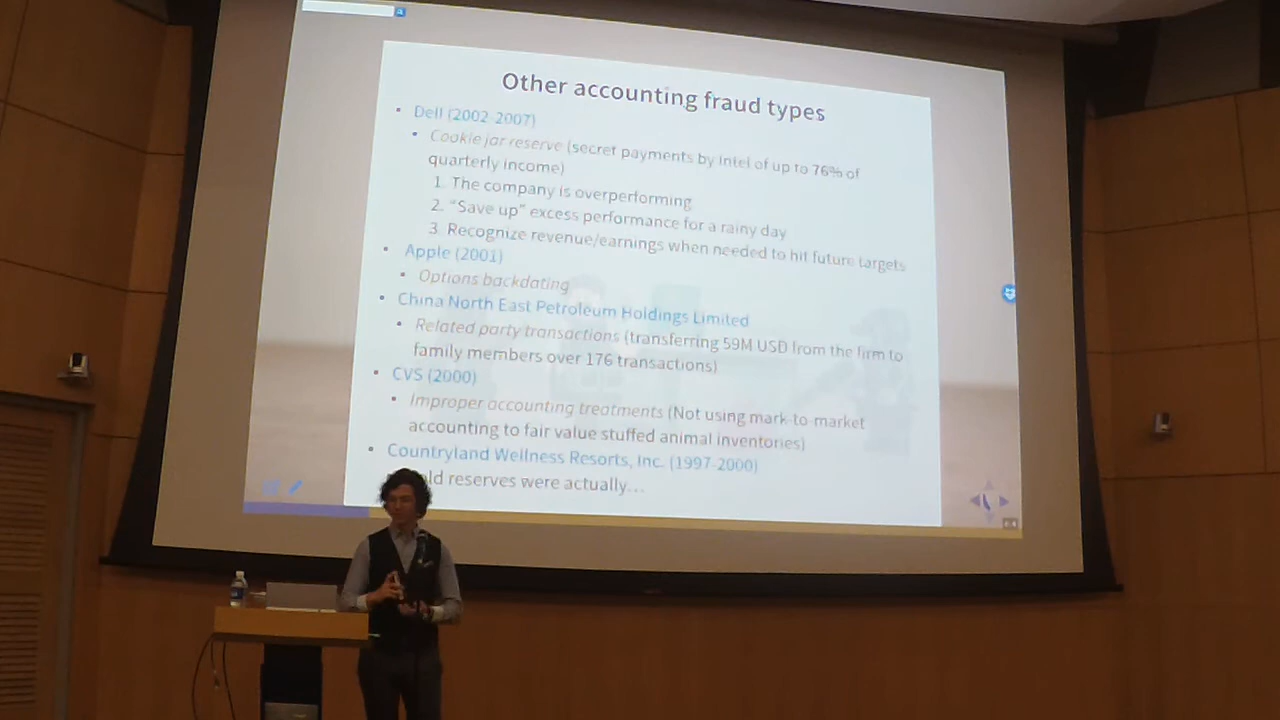 Other accounting fraud types
Dell (2002-2007)
Cookie jar reserve (secret payments by Intel of up to 76% of
quarterly income)
1. The company is overperforming
2. "Save up" excess performance for a rainy day
3. Recognize revenue/earnings when needed to hit future targets
Apple (2001)
Options backdating
China North East Petroleum Holdings Limited
Related party transactions (transferring 59M USD from the firm to
family members over 176 transactions)
CVS (2000)
Improper accounting treatments (Not using mark-to-market
accounting to fair value stuffed animal inventories)
Countryland Wellness Resorts, Inc. (1997-2000)
ld reserves were actually…